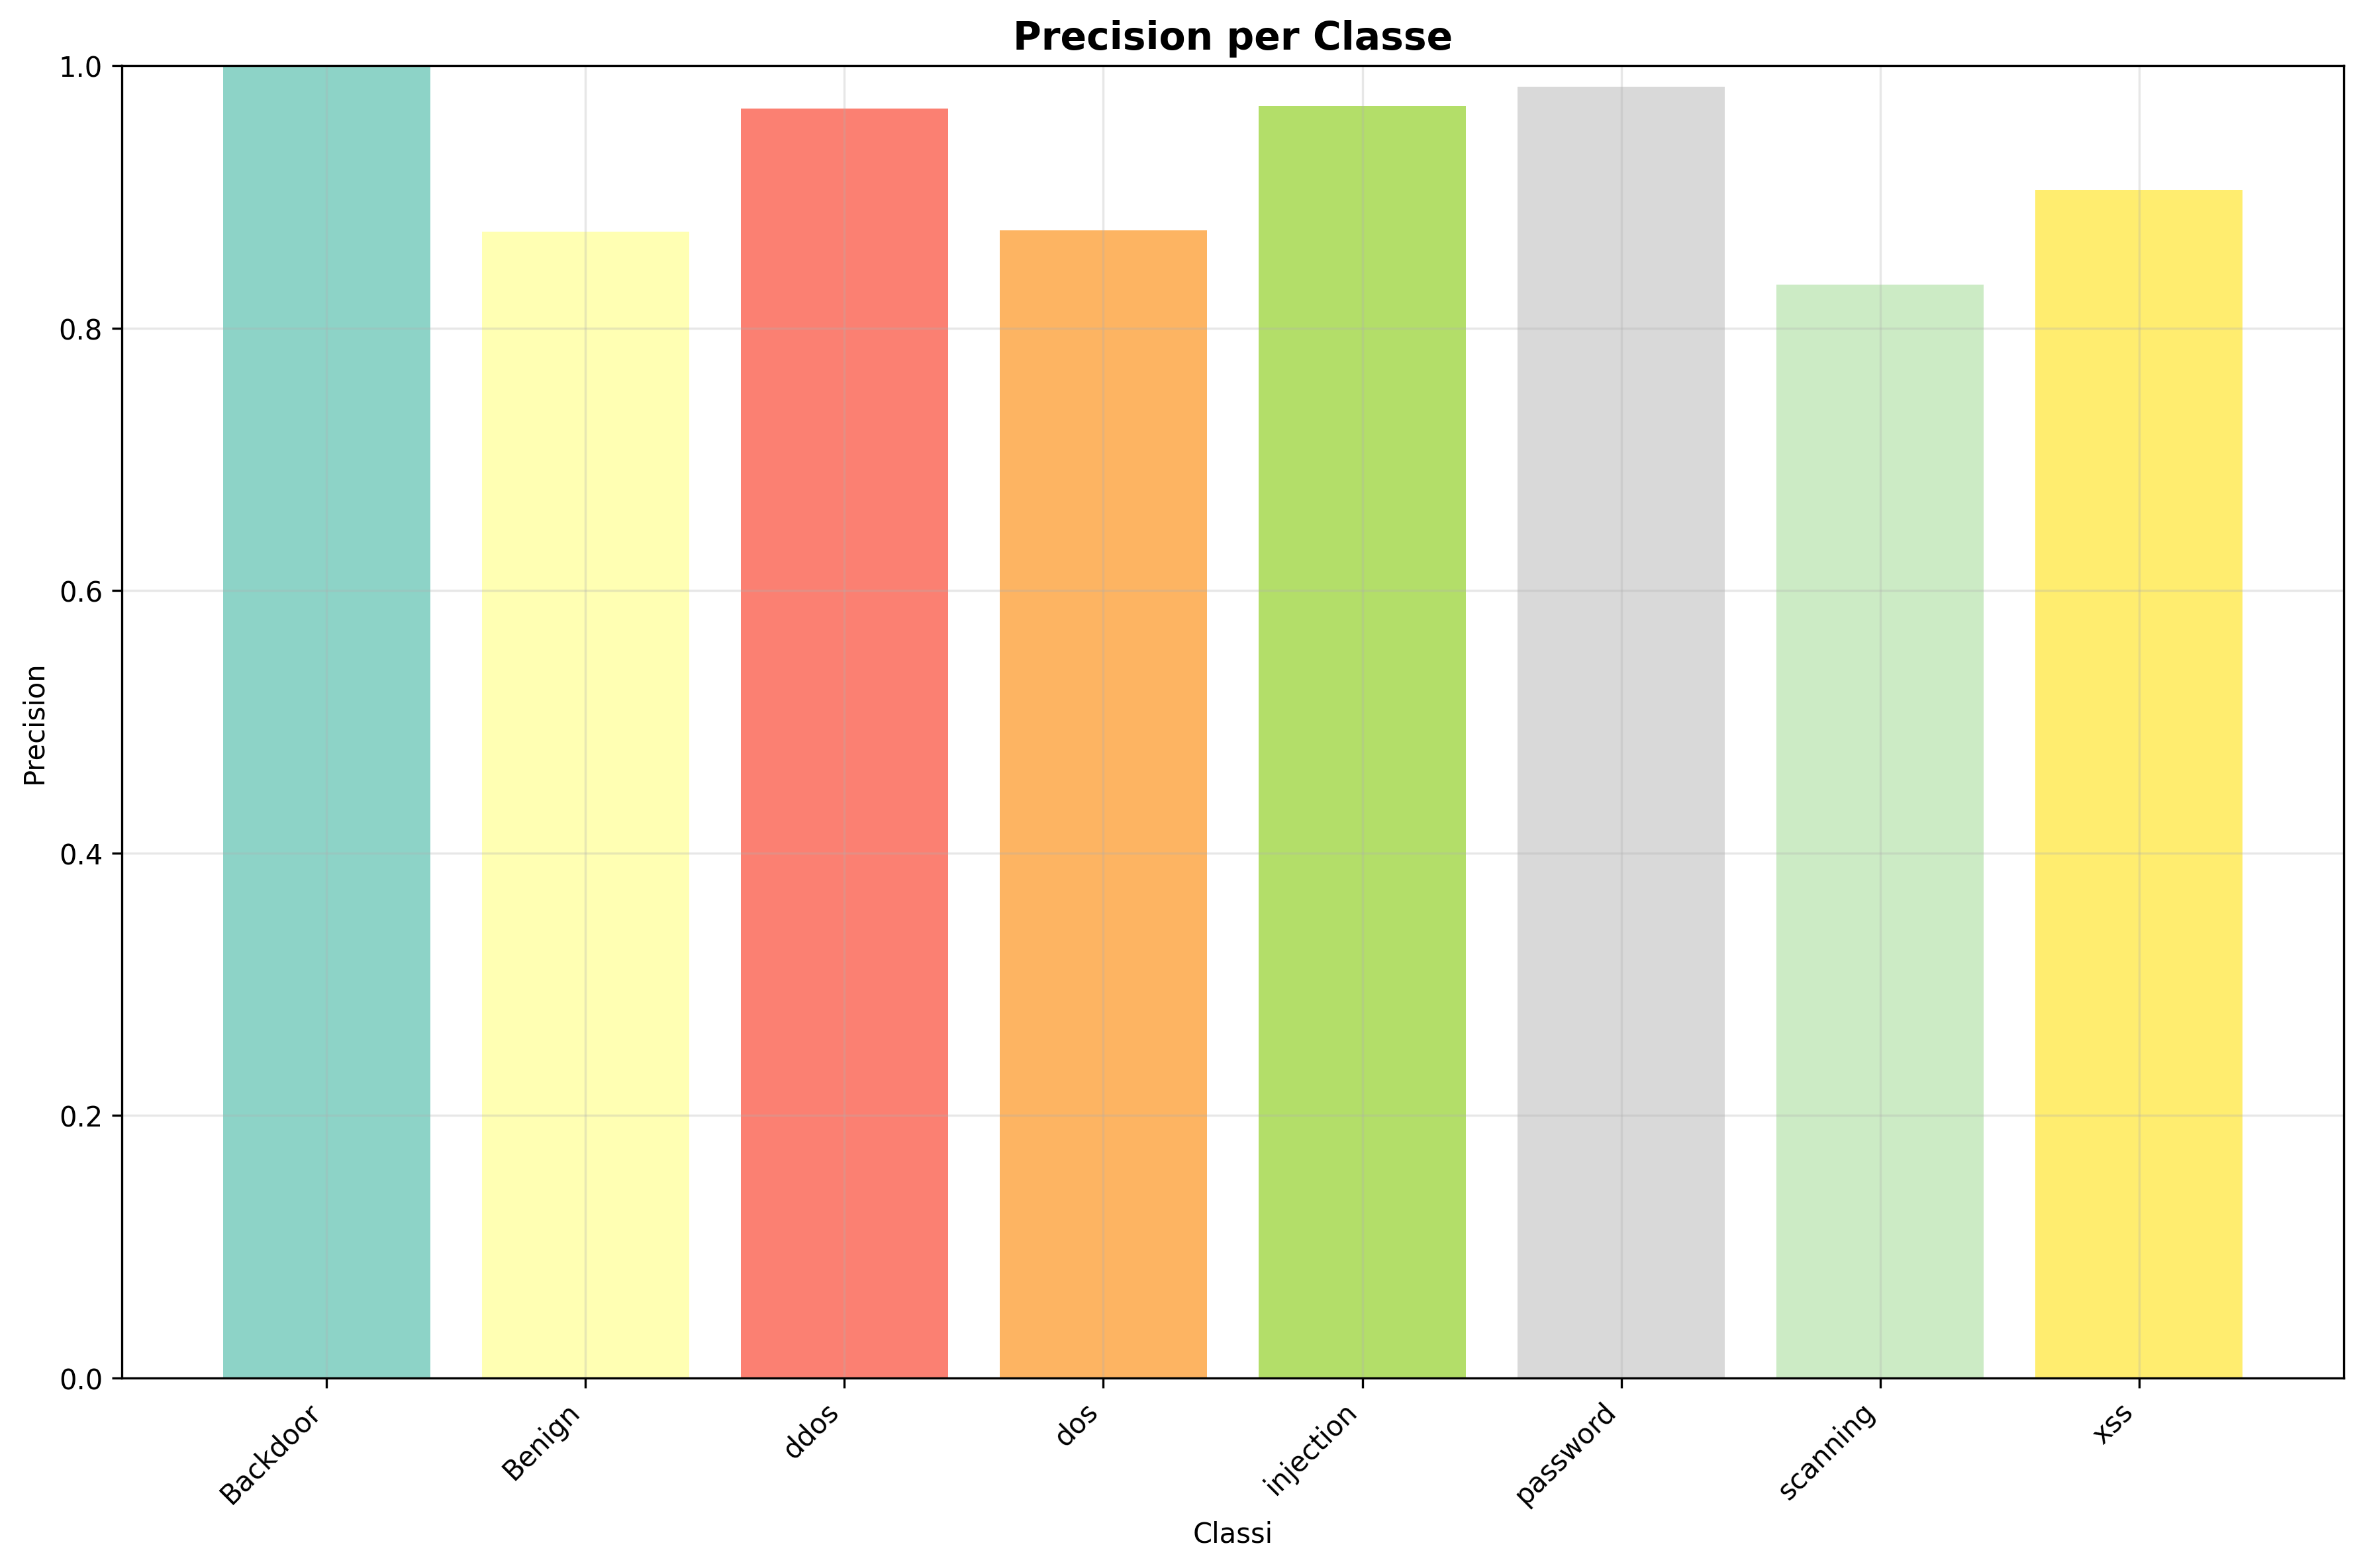 Precision per Classe
1.0
0.8
0.6
0.4
0.2
0.0
Precision
Backdoor
Benign
ddos
dos
injection
password
scanning
xss
Classi